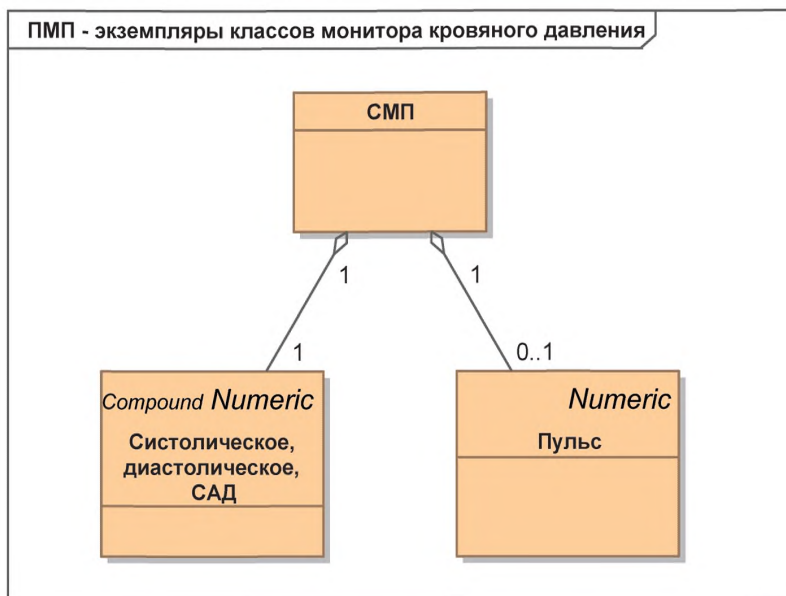 ПМП - экземпляры классов монитора кровяного давления
СМП
1
1
1
0..1
Compound Numeric
Систолическое,
диастолическое,
САД
Numeric
Пульс